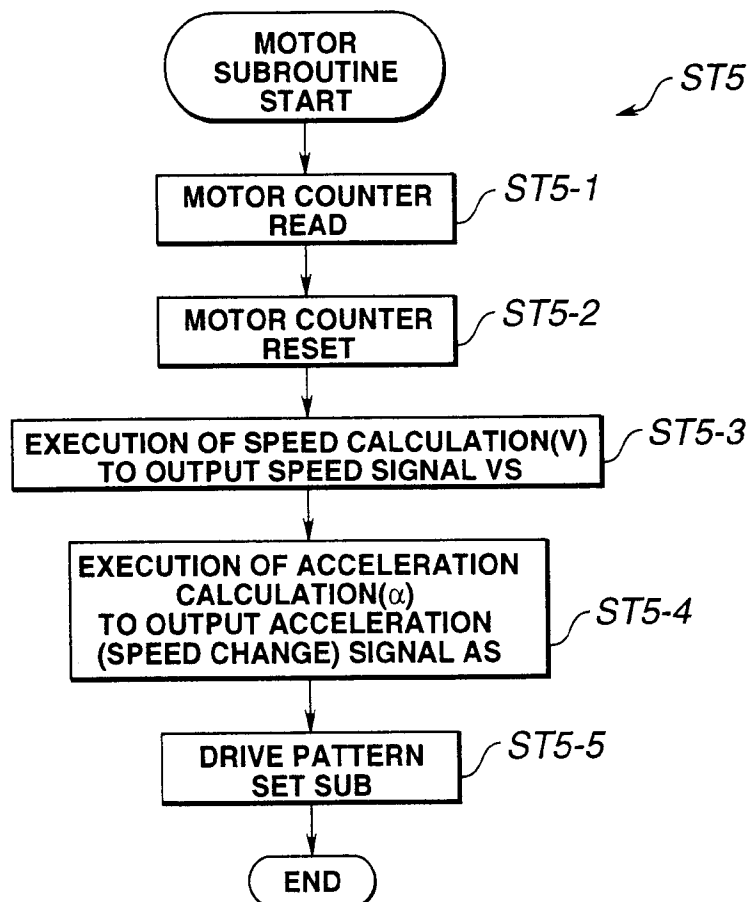 MOTOR
SUBROUTINE
START
ST5
MOTOR COUNTER
READ
ST5-1
MOTOR COUNTER
RESET
ST5-2
EXECUTION OF SPEED CALCULATION(V)
TO OUTPUT SPEED SIGNAL VS
ST5-3
EXECUTION OF ACCELERATION
CALCULATION(α)
TO OUTPUT ACCELERATION
(SPEED CHANGE) SIGNAL AS
ST5-4
DRIVE PATTERN
SET SUB
ST5-5
END